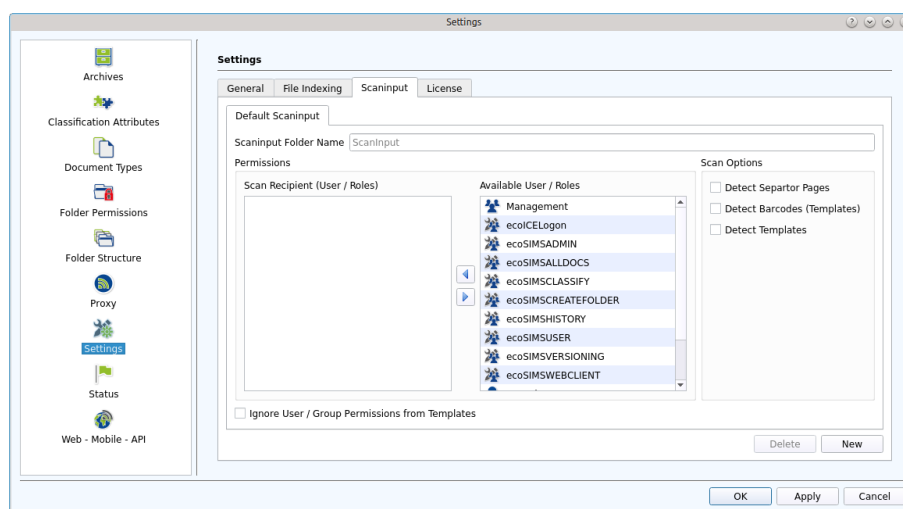 Settings
Archives
Classification Attributes
Document Types
Folder Permissions
Folder Structure
Proxy
Settings
Status
Web - Mobile - API
Settings
General File Indexing Scaninput License
Default Scaninput
Scaninput Folder Name ScanInput
Permissions
Scan Recipient (User / Roles)
Available User / Roles
Management
ecoICELogon
ecoSIMSADMIN
ecoSIMSALLDOCS
ecoSIMSCLASSIFY
ecoSIMSCREATEFOLDER
ecoSIMSHISTORY
ecoSIMSUSER
ecoSIMSVERSIONING
ecoSIMSWEBCLIENT
Scan Options
Detect Separtor Pages
Detect Barcodes (Templates)
Detect Templates
Ignore User / Group Permissions from Templates
Delete New
OK Apply Cancel